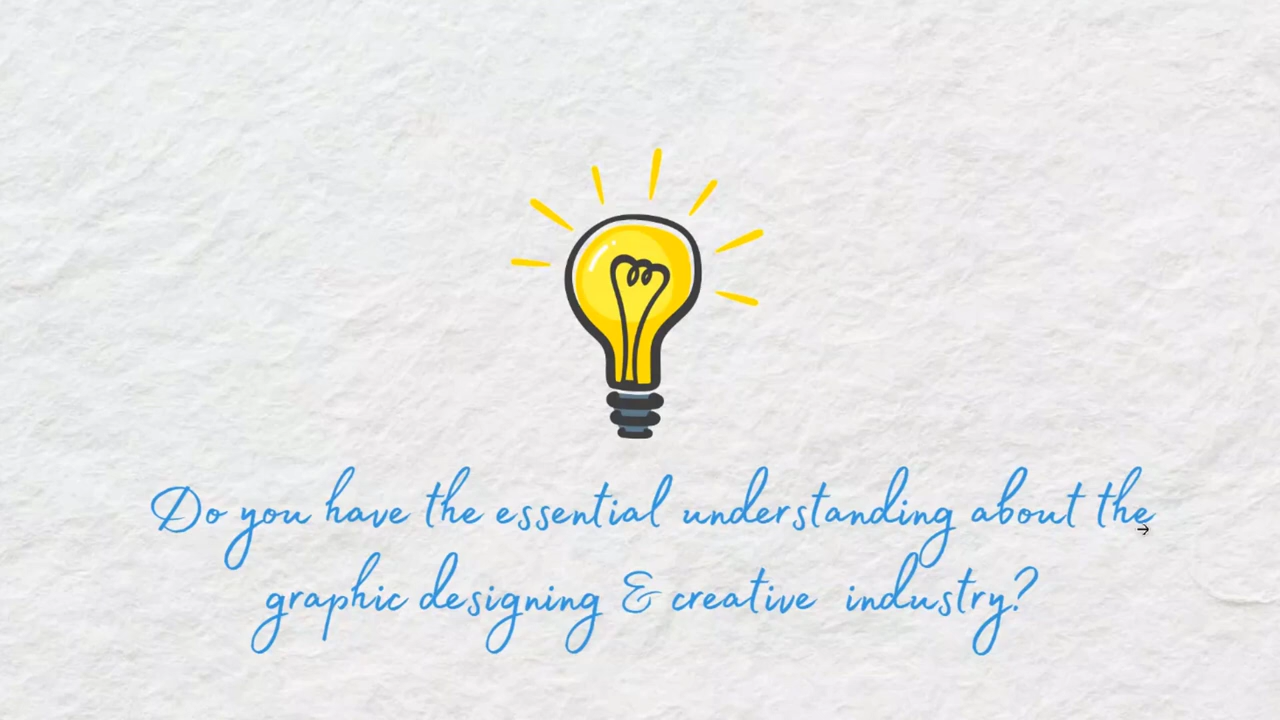 Do you have the essential understanding about the
graphic designing & creative industry?